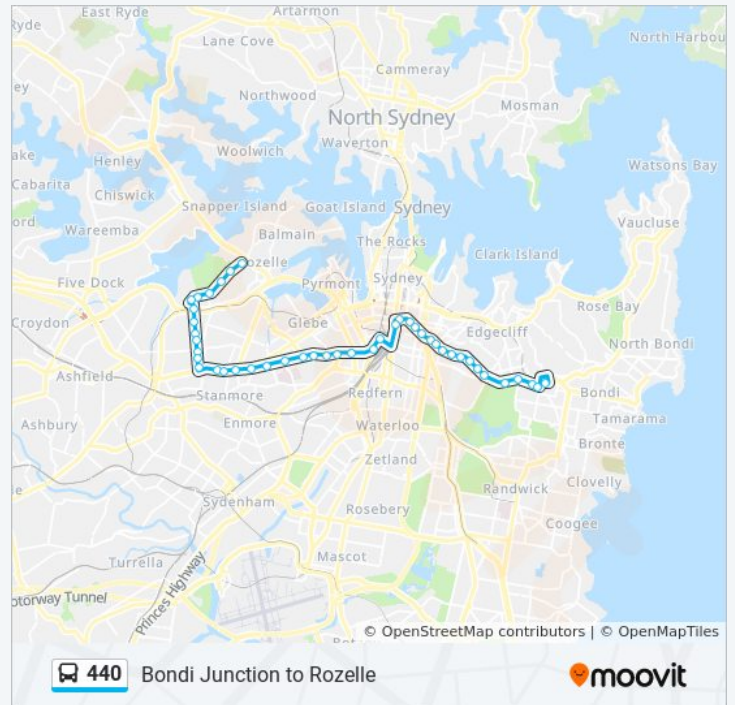 East Ryde
Artarmon
Ryde
Lane Cove
North Harbou
Cammeray
ey
Northwood
Mosman
North Sydney
Waverton
ake
Henley
Woolwich
Watsons Bay
Cabarita
Chiswick
Snapper Island
Goat Island
Sydney
ord
Wareemba
Balmain
Vaucluse
The Rocks
Clark Island
Rozelle
Five Dock
Pyrmont
Sydney
Rose Bay
Croydon
Glebe
Edgecliff
North Bondi
Ashfield
Stanmore
Redfern
Bondi
Ashbury
Enmore
Waterloo
Tamarama
Bronte
Zetland
Clovelly
le
Sydenham
Randwick
Rosebery
Coogee
Turrella
Mascot
Princes Highway
otorway Tunnel
© OpenStreetMap contributors | © OpenMapTiles
440 Bondi Junction to Rozelle
moovit